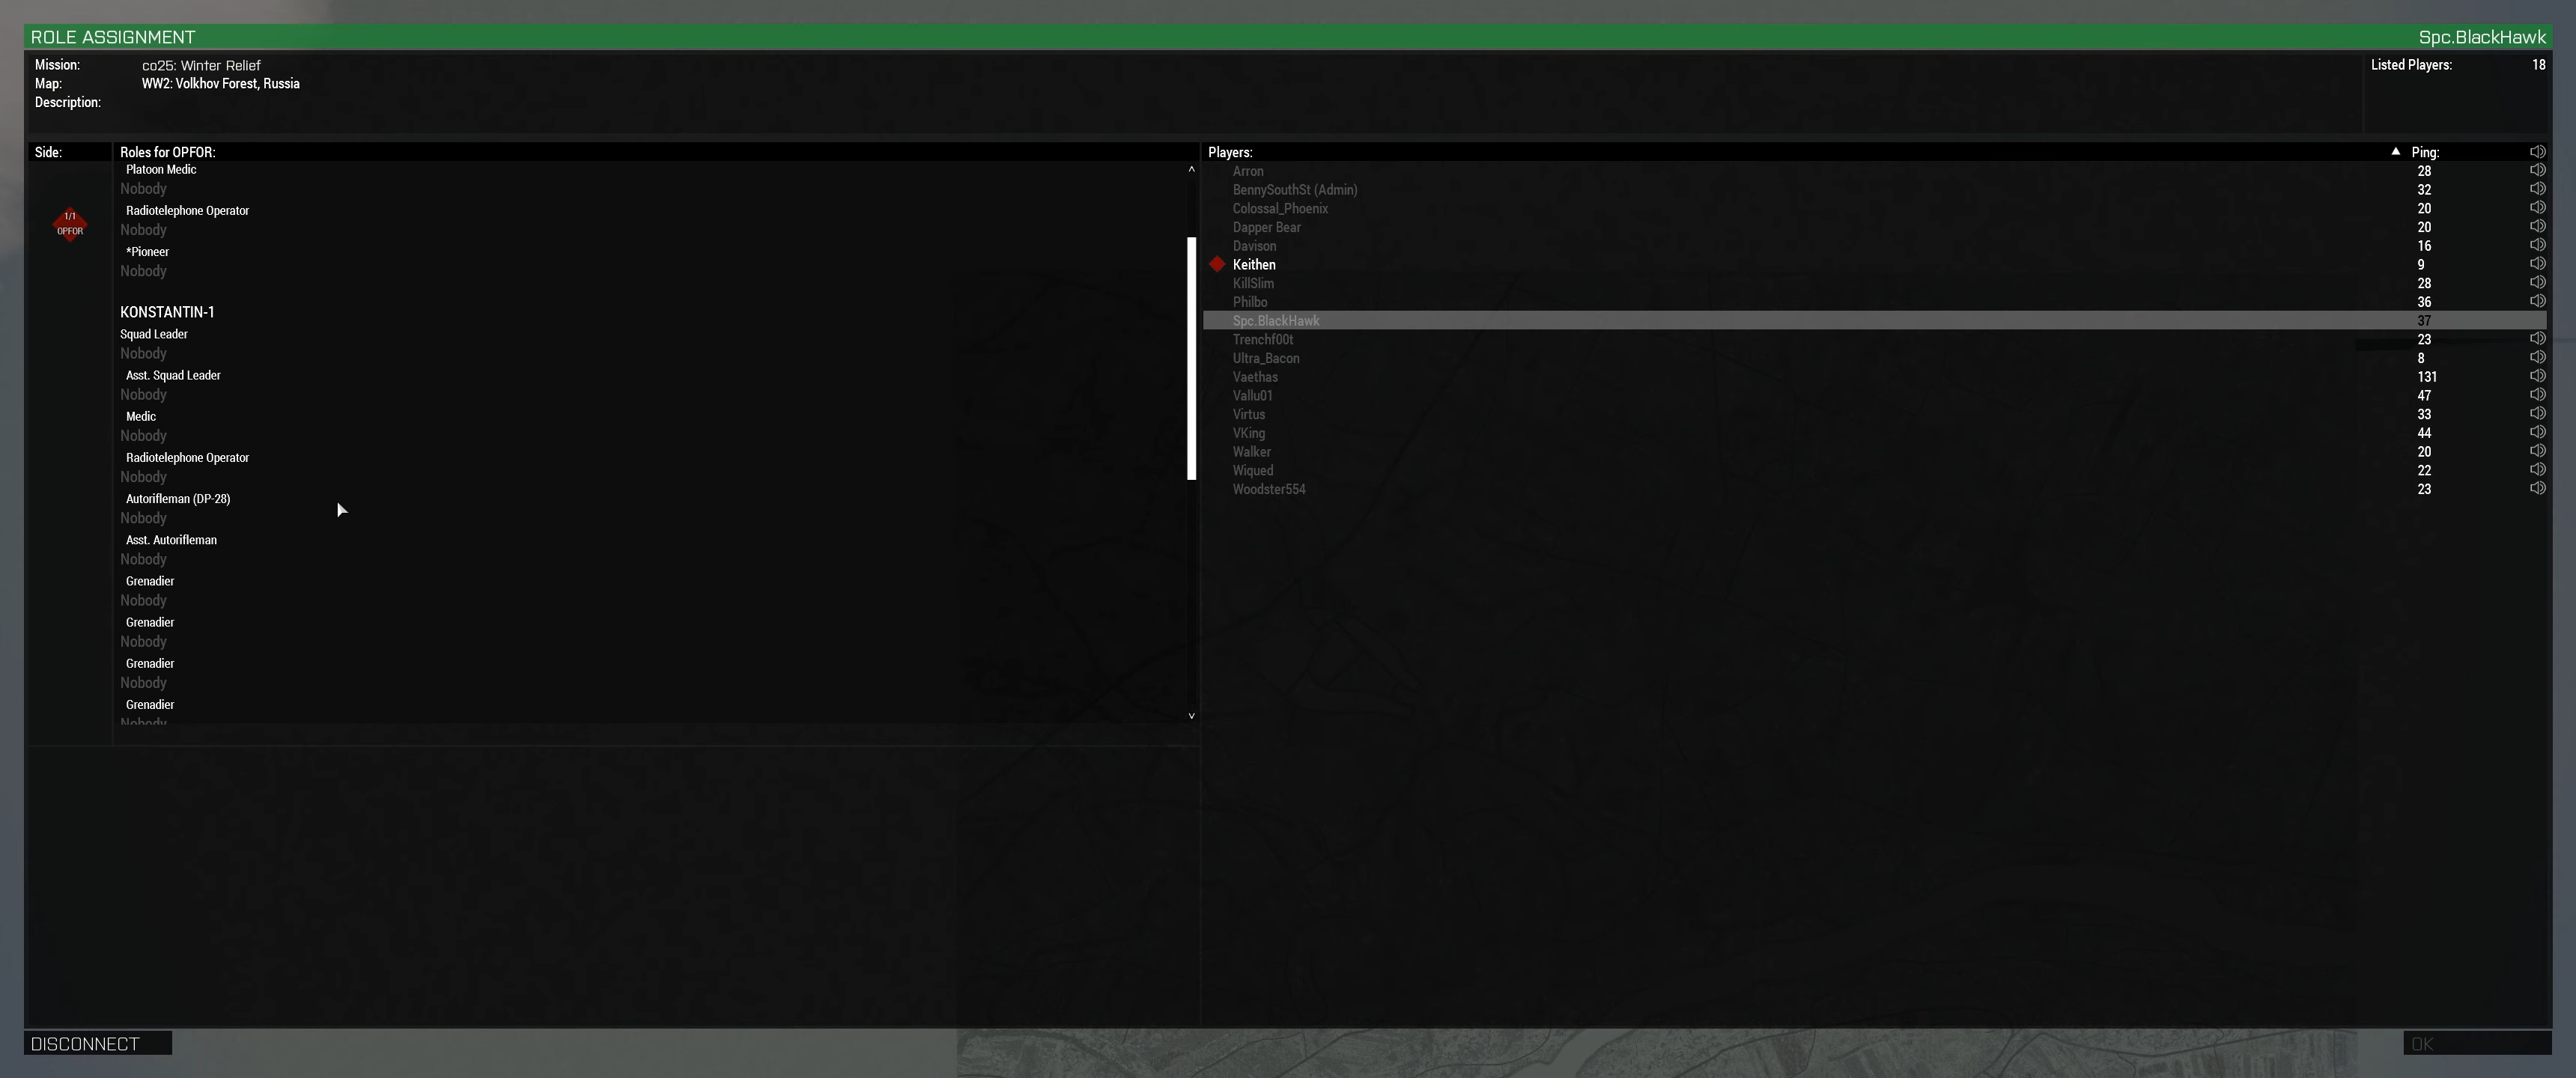 ROLE ASSIGNMENT
Spc.BlackHawk
Mission: co25: Winter Relief
Map: WW2: Volkhov Forest, Russia
Description:
Listed Players: 18
Side:
1/1
OPFOR
Roles for OPFOR:
Platoon Medic
Nobody
Radiotelephone Operator
Nobody
*Pioneer
Nobody
KONSTANTIN-1
Squad Leader
Nobody
Asst. Squad Leader
Nobody
Medic
Nobody
Radiotelephone Operator
Nobody
Autorifleman (DP-28)
Nobody
Asst. Autorifleman
Nobody
Grenadier
Nobody
Grenadier
Nobody
Grenadier
Nobody
Grenadier
Nobody
Players: Ping:
Arron 28
BennySouthSt (Admin) 32
Colossal_Phoenix 20
Dapper Bear 20
Davison 16
Keithen 9
KillSlim 28
Philbo 36
Spc.BlackHawk 37
Trenchf00t 23
Ultra_Bacon 8
Vaethas 131
Vallu01 47
Virtus 33
VKing 44
Walker 20
Wiqued 22
Woodster554 23
DISCONNECT
OK